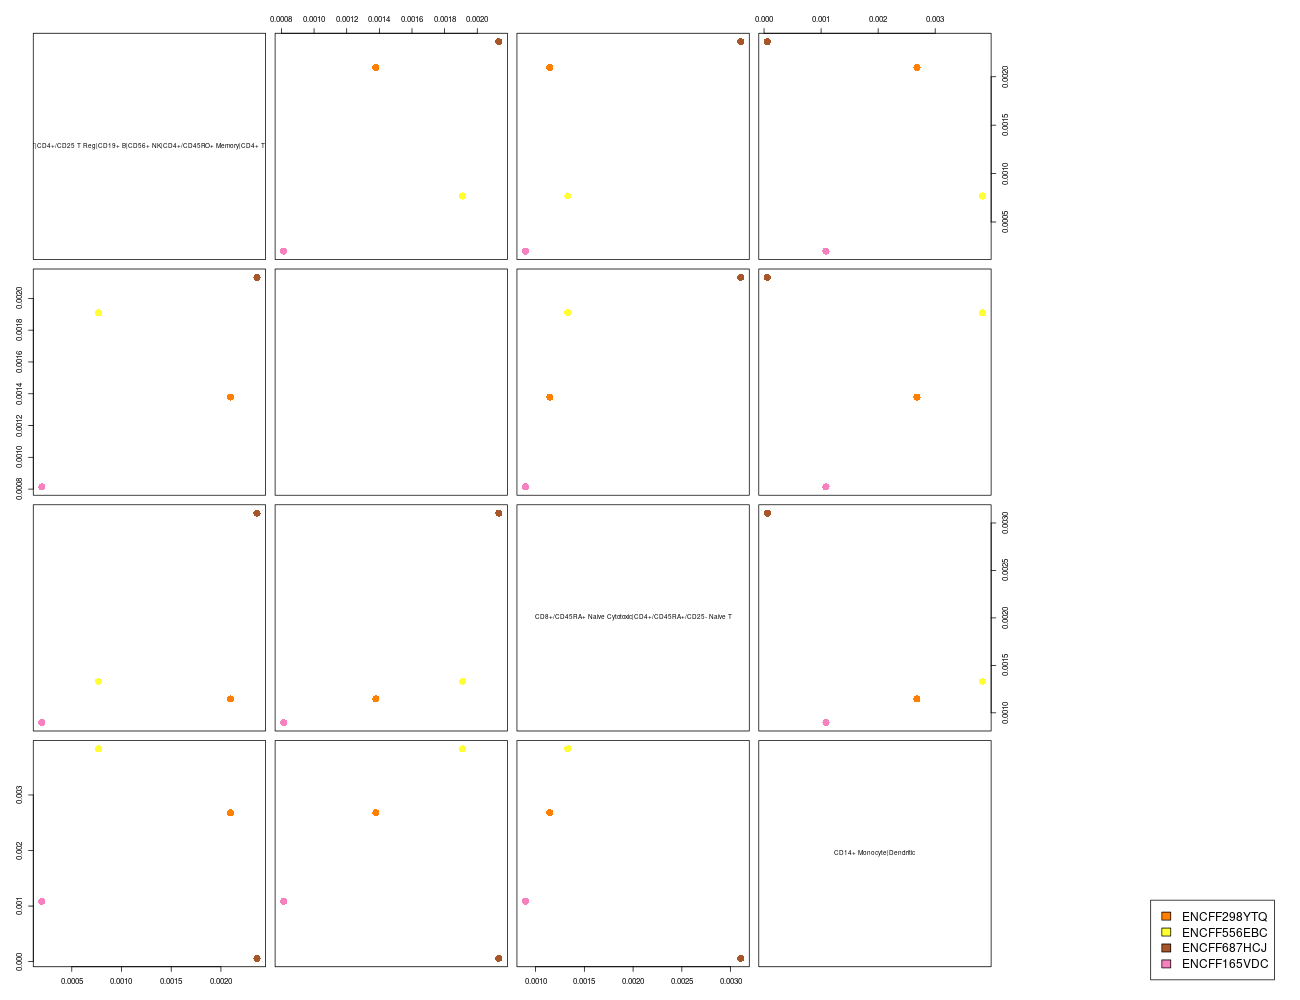 0.0008 0.0010 0.0012 0.0014 0.0016 0.0018 0.0020
0.000 0.001 0.002 0.003
CD4+/CD25 T Reg|CD19+ B|CD56+ NK|CD4+/CD45RO+ Memory|CD4+ T
0.0005 0.0010 0.0015 0.0020
0.0008 0.0010 0.0012 0.0014 0.0016 0.0018 0.0020
CD8+/CD45RA+ Naive Cytotoxic|CD4+/CD45RA+/CD25- Naive T
0.0010 0.0015 0.0020 0.0025 0.0030
0.000 0.001 0.002 0.003
CD14+ Monocyte|Dendritic
0.0005 0.0010 0.0015 0.0020
0.0010 0.0015 0.0020 0.0025 0.0030
ENCFF298YTQ
ENCFF556EBC
ENCFF687HCJ
ENCFF165VDC